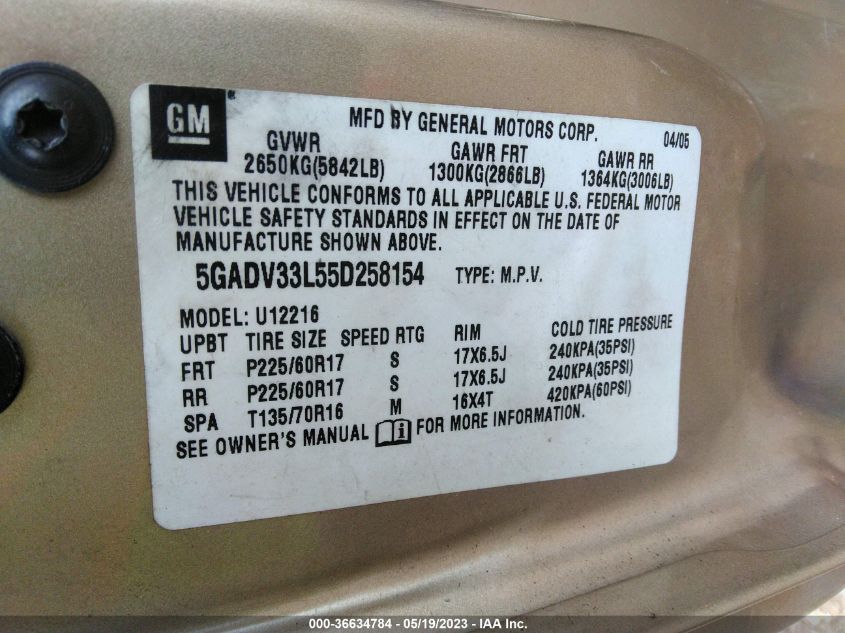 GM
MFD BY GENERAL MOTORS CORP. 04/05
GVWR GAWR FRT GAWR RR
2650KG(5842LB) 1300KG(2866LB) 1364KG(3006LB)
THIS VEHICLE CONFORMS TO ALL APPLICABLE U.S. FEDERAL MOTOR
VEHICLE SAFETY STANDARDS IN EFFECT ON THE DATE OF
MANUFACTURE SHOWN ABOVE.
5GADV33L55D258154 TYPE: M.P.V.
MODEL: U12216
UPBT TIRE SIZE SPEED RTG RIM COLD TIRE PRESSURE
FRT P225/60R17 S 17X6.5J 240KPA(35PSI)
RR P225/60R17 S 17X6.5J 240KPA(35PSI)
SPA T135/70R16 M 16X4T 420KPA(60PSI)
SEE OWNER'S MANUAL i FOR MORE INFORMATION.
000-36634784 - 05/19/2023 - IAAI Inc.